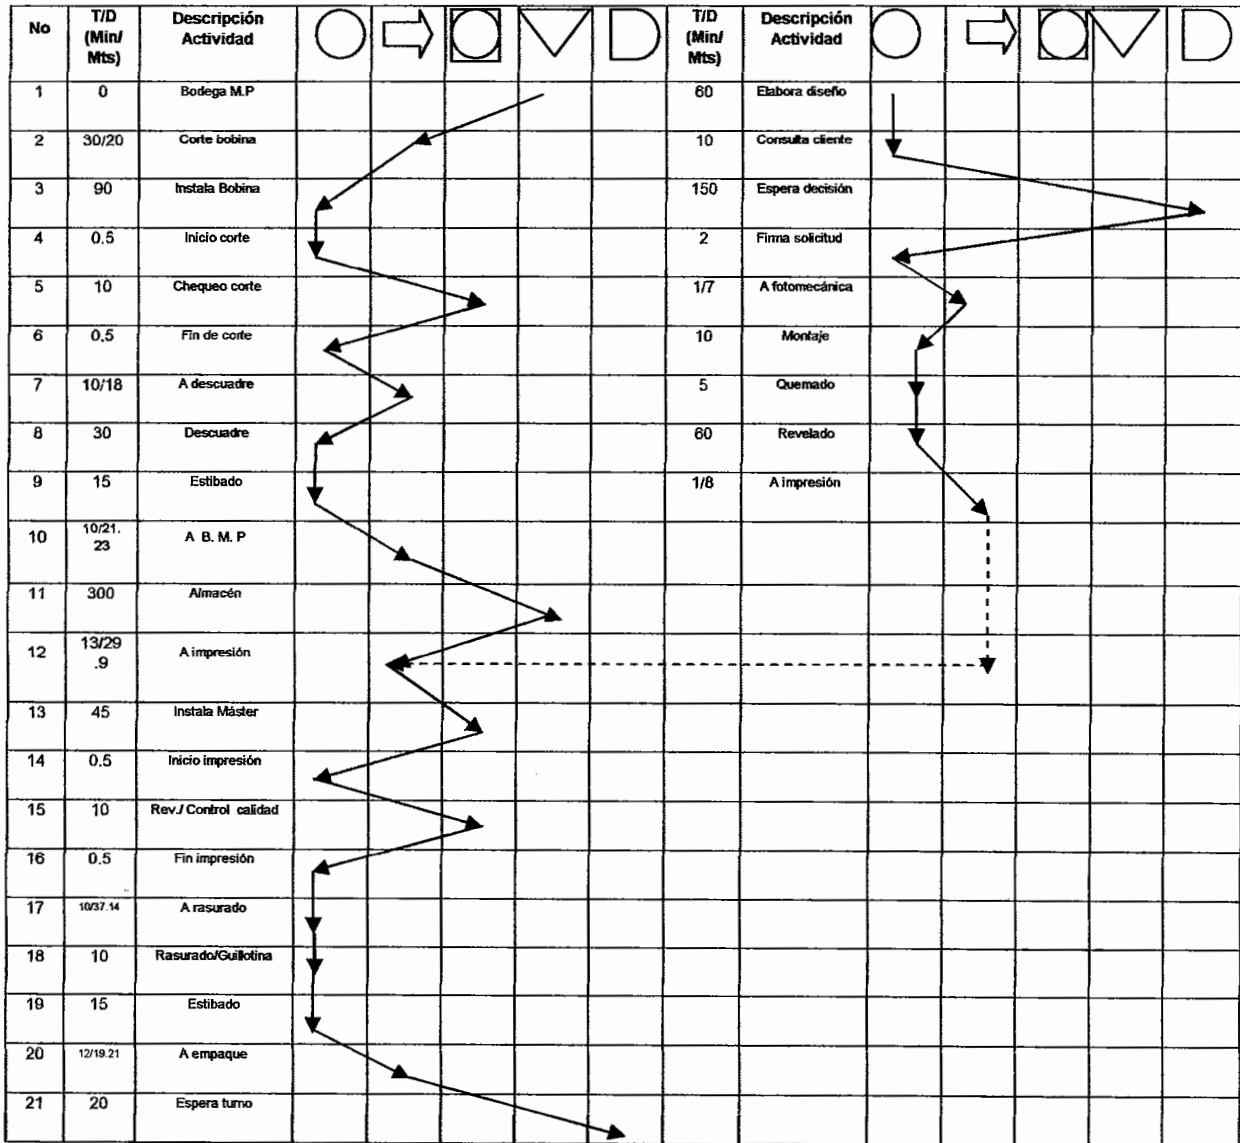 No T/D (Min/ Mts) Descripción Actividad T/D (Min/ Mts) Descripción Actividad
1 0 Bodega M.P 60 Elabora diseño
2 30/20 Corte bobina 10 Consulta cliente
3 90 Instala Bobina 150 Espera decisión
4 0.5 Inicio corte 2 Firma solicitud
5 10 Chequeo corte 1/7 A fotomecánica
6 0.5 Fin de corte 10 Montaje
7 10/18 A descuadre 5 Quemado
8 30 Descuadre 60 Revelado
9 15 Estibado 1/8 A impresión
10 10/21. 23 A B. M. P
11 300 Almacén
12 13/29 .9 A impresión
13 45 Instala Máster
14 0.5 Inicio impresión
15 10 Rev./ Control calidad
16 0.5 Fin impresión
17 10/37.14 A rasurado
18 10 Rasurado/Guillotina
19 15 Estibado
20 12/19.21 A empaque
21 20 Espera turno